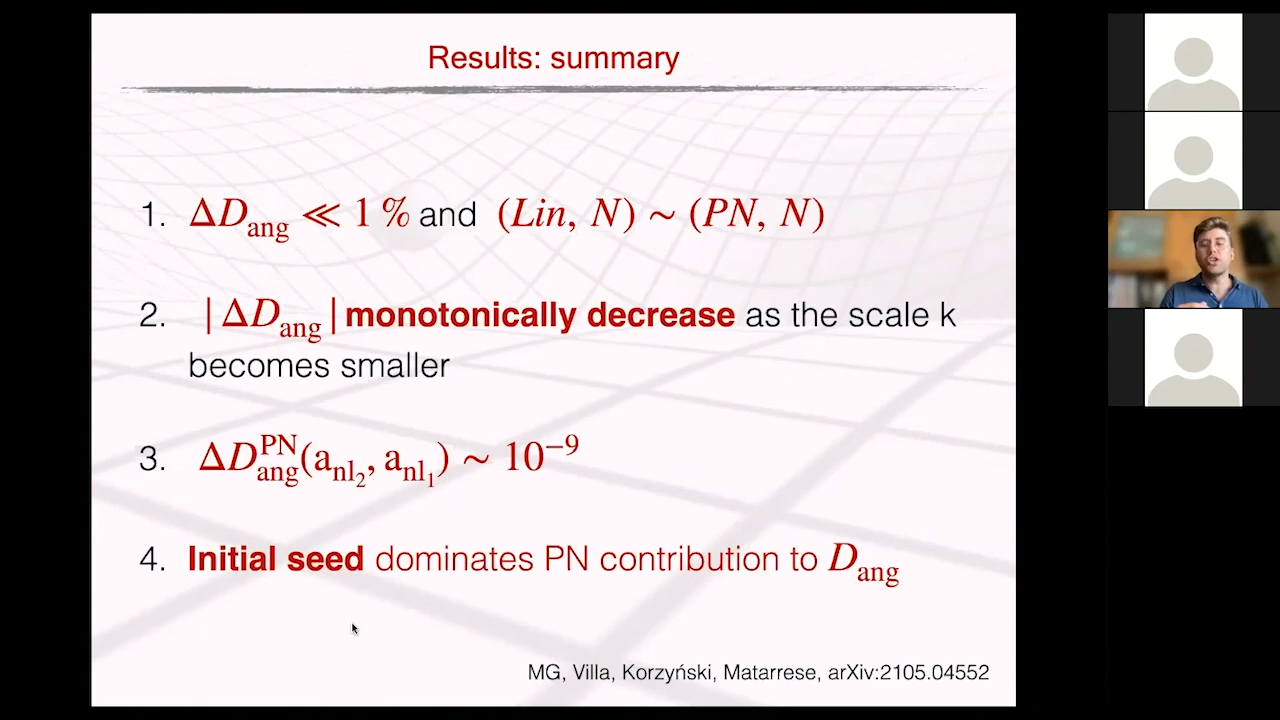 Results: summary
1. ΔD_ang ≪ 1 % and (Lin, N) ∼ (PN, N)
2. |ΔD_ang| monotonically decrease as the scale k
becomes smaller
3. ΔD^PN_ang(a_nl₂, a_nl₁) ∼ 10⁻⁹
4. Initial seed dominates PN contribution to D_ang
MG, Villa, Korzyński, Matarrese, arXiv:2105.04552